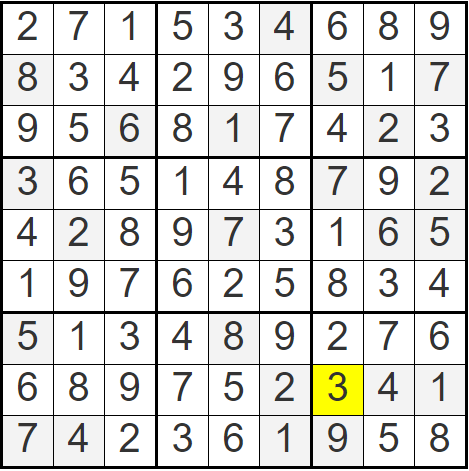 2 7 1 5 3 4 6 8 9
8 3 4 2 9 6 5 1 7
9 5 6 8 1 7 4 2 3
3 6 5 1 4 8 7 9 2
4 2 8 9 7 3 1 6 5
1 9 7 6 2 5 8 3 4
5 1 3 4 8 9 2 7 6
6 8 9 7 5 2 3 4 1
7 4 2 3 6 1 9 5 8